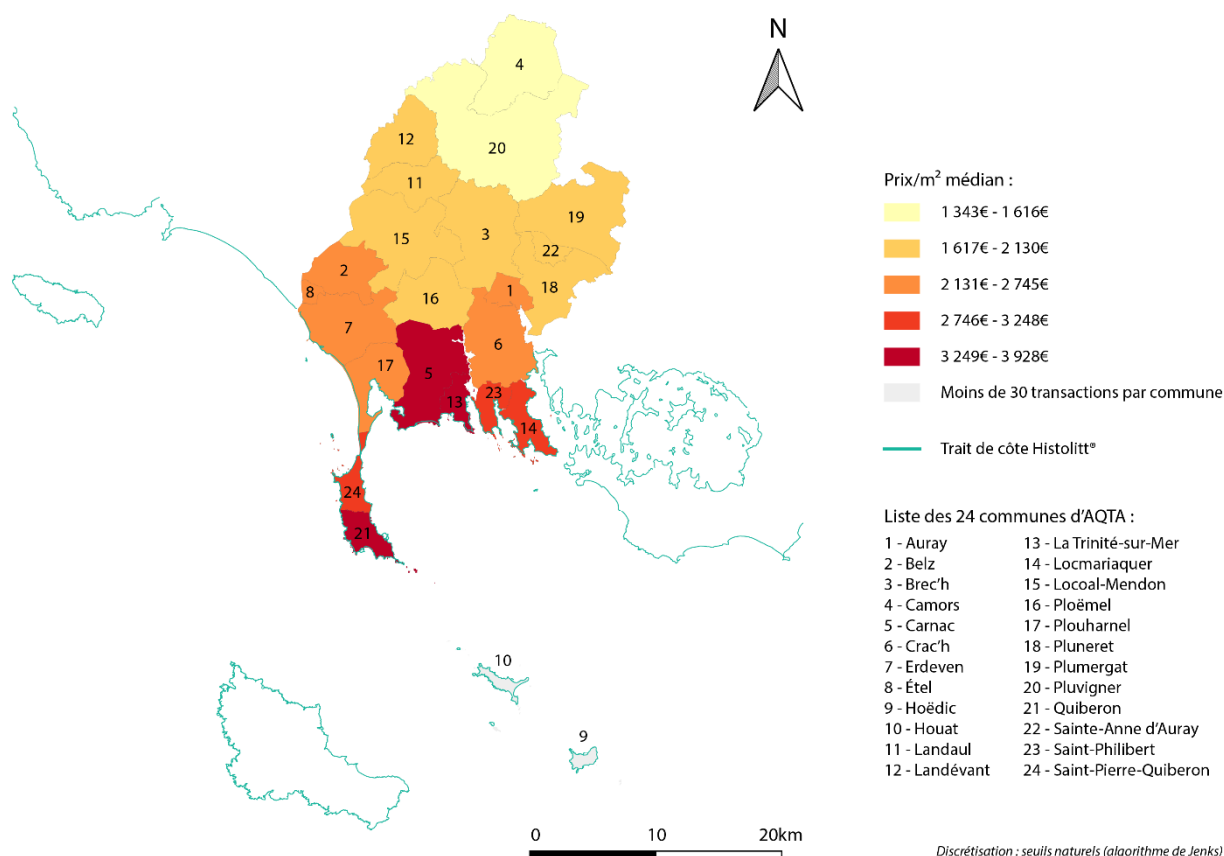 N
4
12
20
11
19
3
15
22
2
18
8
1
16
7
6
17
5
23
13
14
24
21
10
9
0 10 20km
Prix/m² médian :
1 343€ - 1 616€
1 617€ - 2 130€
2 131€ - 2 745€
2 746€ - 3 248€
3 249€ - 3 928€
Moins de 30 transactions par commune
Trait de côte Histolitt®
Liste des 24 communes d'AQTA :
1 - Auray
2 - Belz
3 - Brec'h
4 - Camors
5 - Carnac
6 - Crac'h
7 - Erdeven
8 - Étel
9 - Hoëdic
10 - Houat
11 - Landaul
12 - Landévant
13 - La Trinité-sur-Mer
14 - Locmariaquer
15 - Locoal-Mendon
16 - Ploëmel
17 - Plouharnel
18 - Pluneret
19 - Plumergat
20 - Pluvigner
21 - Quiberon
22 - Sainte-Anne d'Auray
23 - Saint-Philibert
24 - Saint-Pierre-Quiberon
Discrétisation : seuils naturels (algorithme de Jenks)